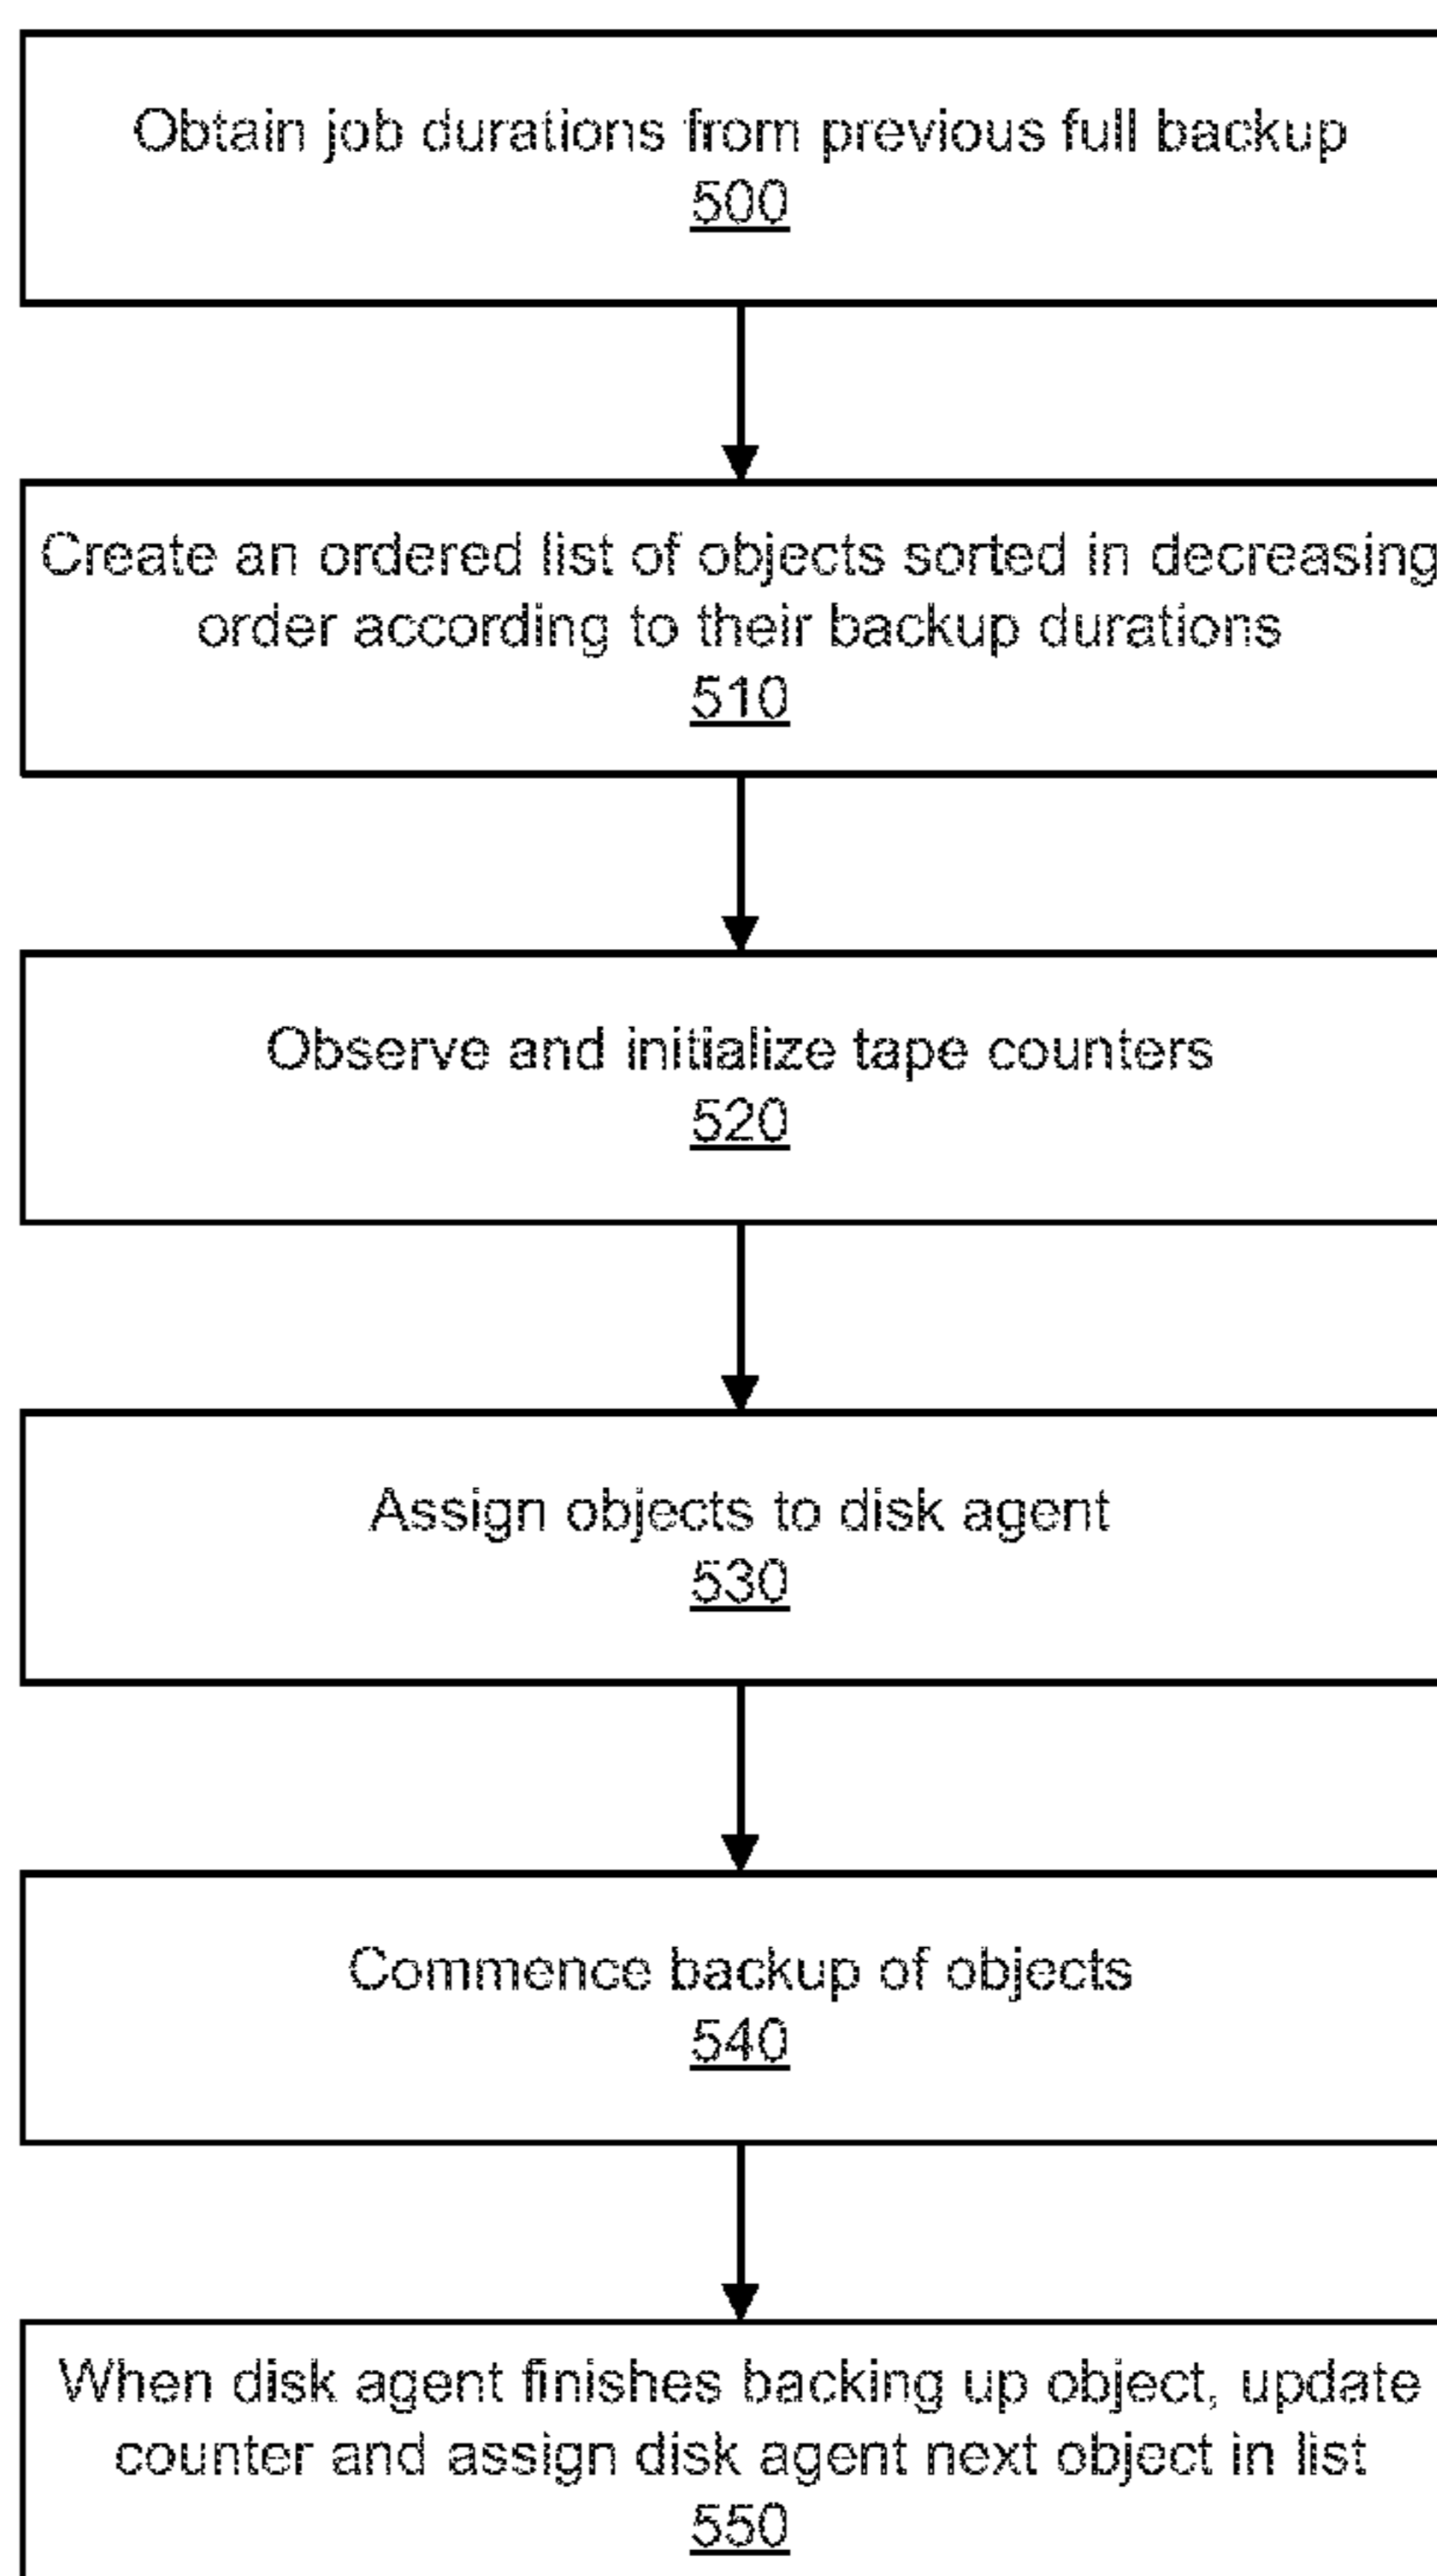 Obtain job durations from previous full backup
500
Create an ordered list of objects sorted in decreasing
order according to their backup durations
510
Observe and initialize tape counters
520
Assign objects to disk agent
530
Commence backup of objects
540
When disk agent finishes backing up object, update
counter and assign disk agent next object in list
550